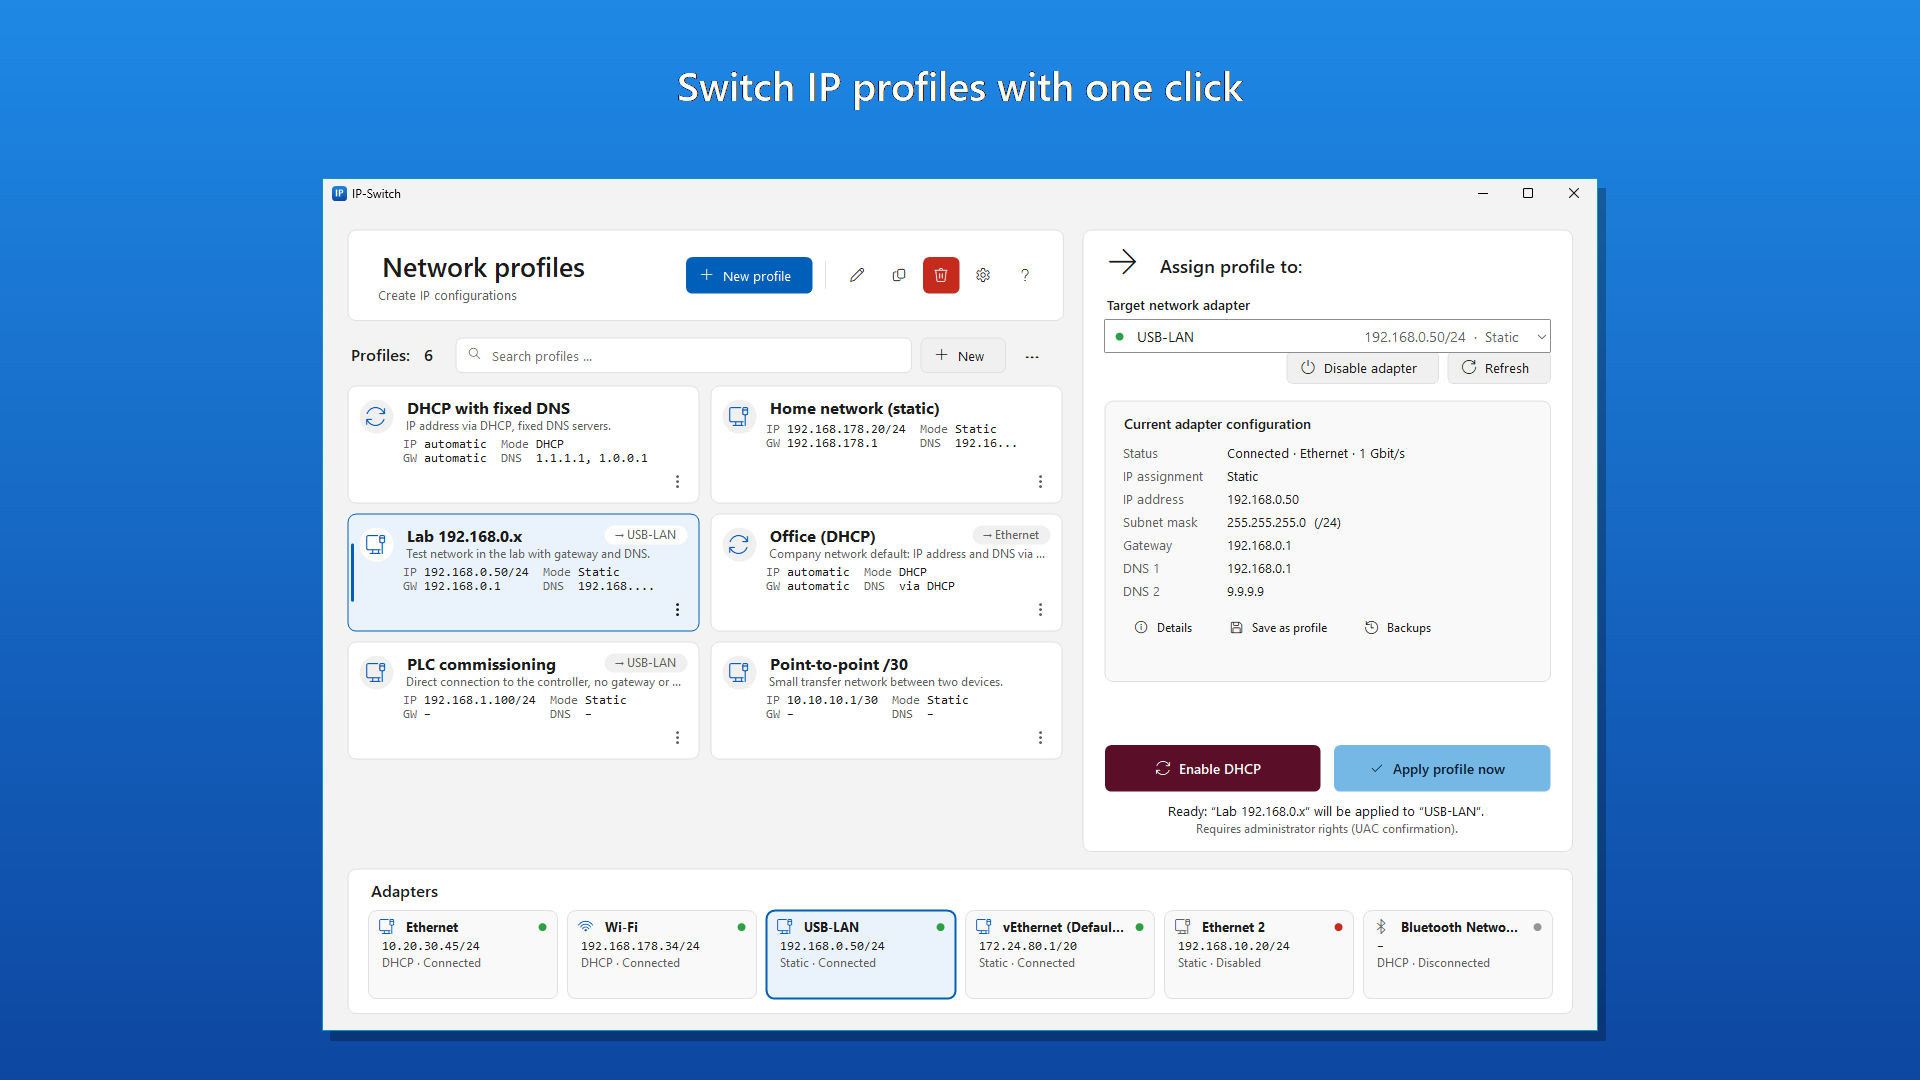 Switch IP profiles with one click
IP IP-Switch
Network profiles
Create IP configurations
+ New profile
?
Profiles: 6
Search profiles ...
+ New
...
DHCP with fixed DNS
IP address via DHCP, fixed DNS servers.
IP automatic Mode DHCP
GW automatic DNS 1.1.1.1, 1.0.0.1
Home network (static)
IP 192.168.178.20/24 Mode Static
GW 192.168.178.1 DNS 192.16...
Lab 192.168.0.x → USB-LAN
Test network in the lab with gateway and DNS.
IP 192.168.0.50/24 Mode Static
GW 192.168.0.1 DNS 192.168....
Office (DHCP) → Ethernet
Company network default: IP address and DNS via ...
IP automatic Mode DHCP
GW automatic DNS via DHCP
PLC commissioning → USB-LAN
Direct connection to the controller, no gateway or ...
IP 192.168.1.100/24 Mode Static
GW – DNS –
Point-to-point /30
Small transfer network between two devices.
IP 10.10.10.1/30 Mode Static
GW – DNS –
Assign profile to:
Target network adapter
USB-LAN 192.168.0.50/24 · Static
Disable adapter
Refresh
Current adapter configuration
Status Connected · Ethernet · 1 Gbit/s
IP assignment Static
IP address 192.168.0.50
Subnet mask 255.255.255.0 (/24)
Gateway 192.168.0.1
DNS 1 192.168.0.1
DNS 2 9.9.9.9
Details Save as profile Backups
Enable DHCP
Apply profile now
Ready: “Lab 192.168.0.x” will be applied to “USB-LAN”.
Requires administrator rights (UAC confirmation).
Adapters
Ethernet
10.20.30.45/24
DHCP · Connected
Wi-Fi
192.168.178.34/24
DHCP · Connected
USB-LAN
192.168.0.50/24
Static · Connected
vEthernet (Defaul...
172.24.80.1/20
Static · Connected
Ethernet 2
192.168.10.20/24
Static · Disabled
Bluetooth Netwo...
–
DHCP · Disconnected